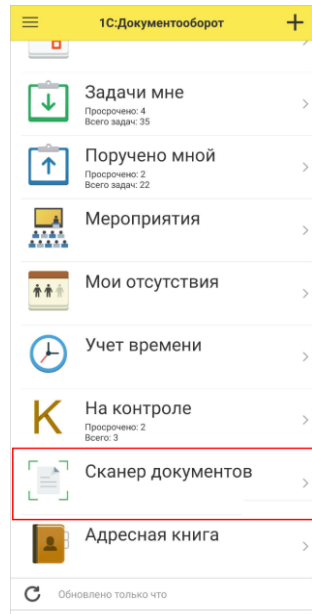 1С:Документооборот
Задачи мне
Просрочено: 4
Всего задач: 35
Поручено мной
Просрочено: 2
Всего задач: 22
Мероприятия
Мои отсутствия
Учет времени
К
На контроле
Просрочено: 2
Всего: 3
Сканер документов
Адресная книга
Обновлено только что